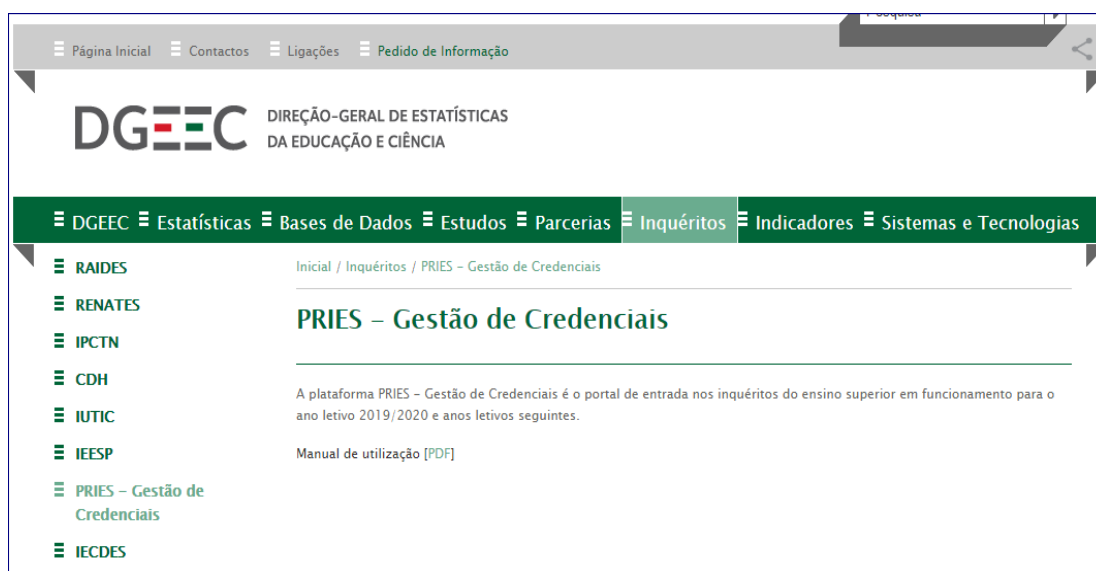 Pesquisa
Página Inicial Contactos Ligações Pedido de Informação
DGEEC DIREÇÃO-GERAL DE ESTATÍSTICAS
DA EDUCAÇÃO E CIÊNCIA
DGEEC Estatísticas Bases de Dados Estudos Parcerias Inquéritos Indicadores Sistemas e Tecnologias
RAIDES
RENATES
IPCTN
CDH
IUTIC
IEESP
PRIES – Gestão de
Credenciais
IECDES
Inicial / Inquéritos / PRIES – Gestão de Credenciais
PRIES – Gestão de Credenciais
A plataforma PRIES – Gestão de Credenciais é o portal de entrada nos inquéritos do ensino superior em funcionamento para o
ano letivo 2019/2020 e anos letivos seguintes.
Manual de utilização [PDF]